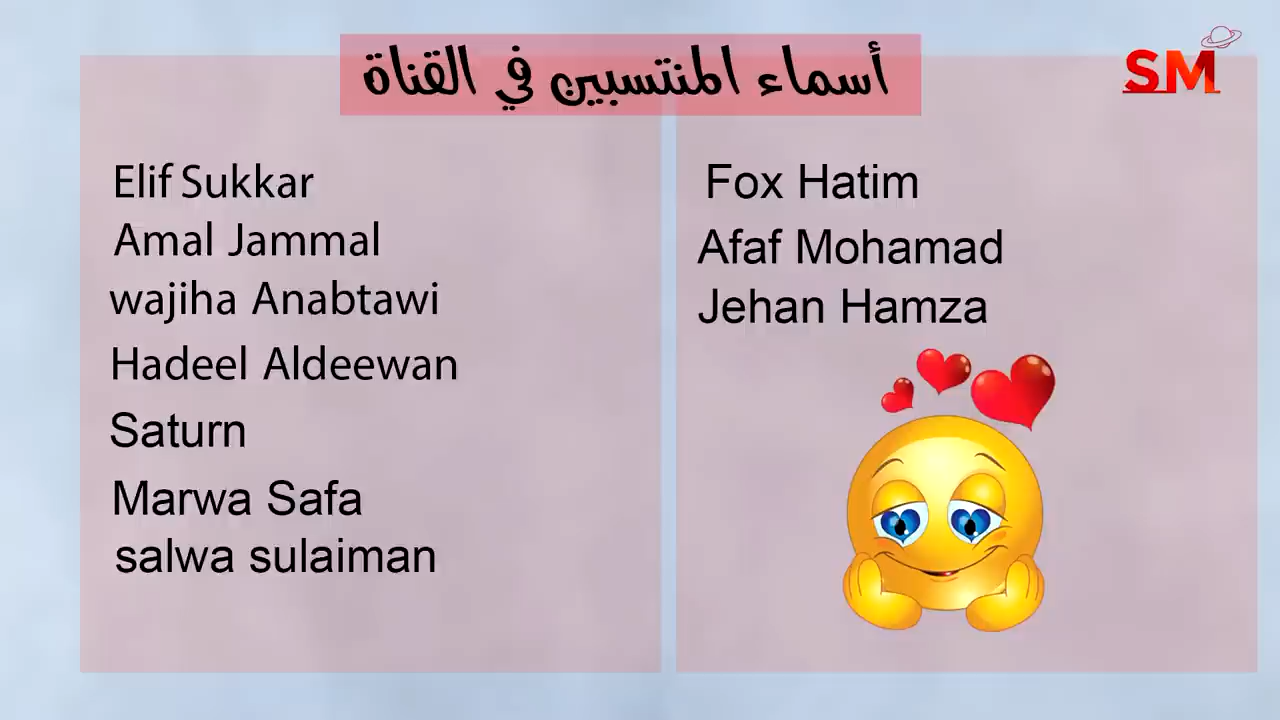 أسماء المنتسبين في القناة
SM
Elif Sukkar
Amal Jammal
wajiha Anabtawi
Hadeel Aldeewan
Saturn
Marwa Safa
salwa sulaiman
Fox Hatim
Afaf Mohamad
Jehan Hamza